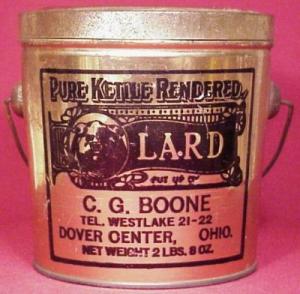 PURE KETTLE RENDERED
LARD
PUT UP BY
C. G. BOONE
TEL. WESTLAKE 21-22
DOVER CENTER, OHIO.
NET WEIGHT 2 LBS. 8 OZ.